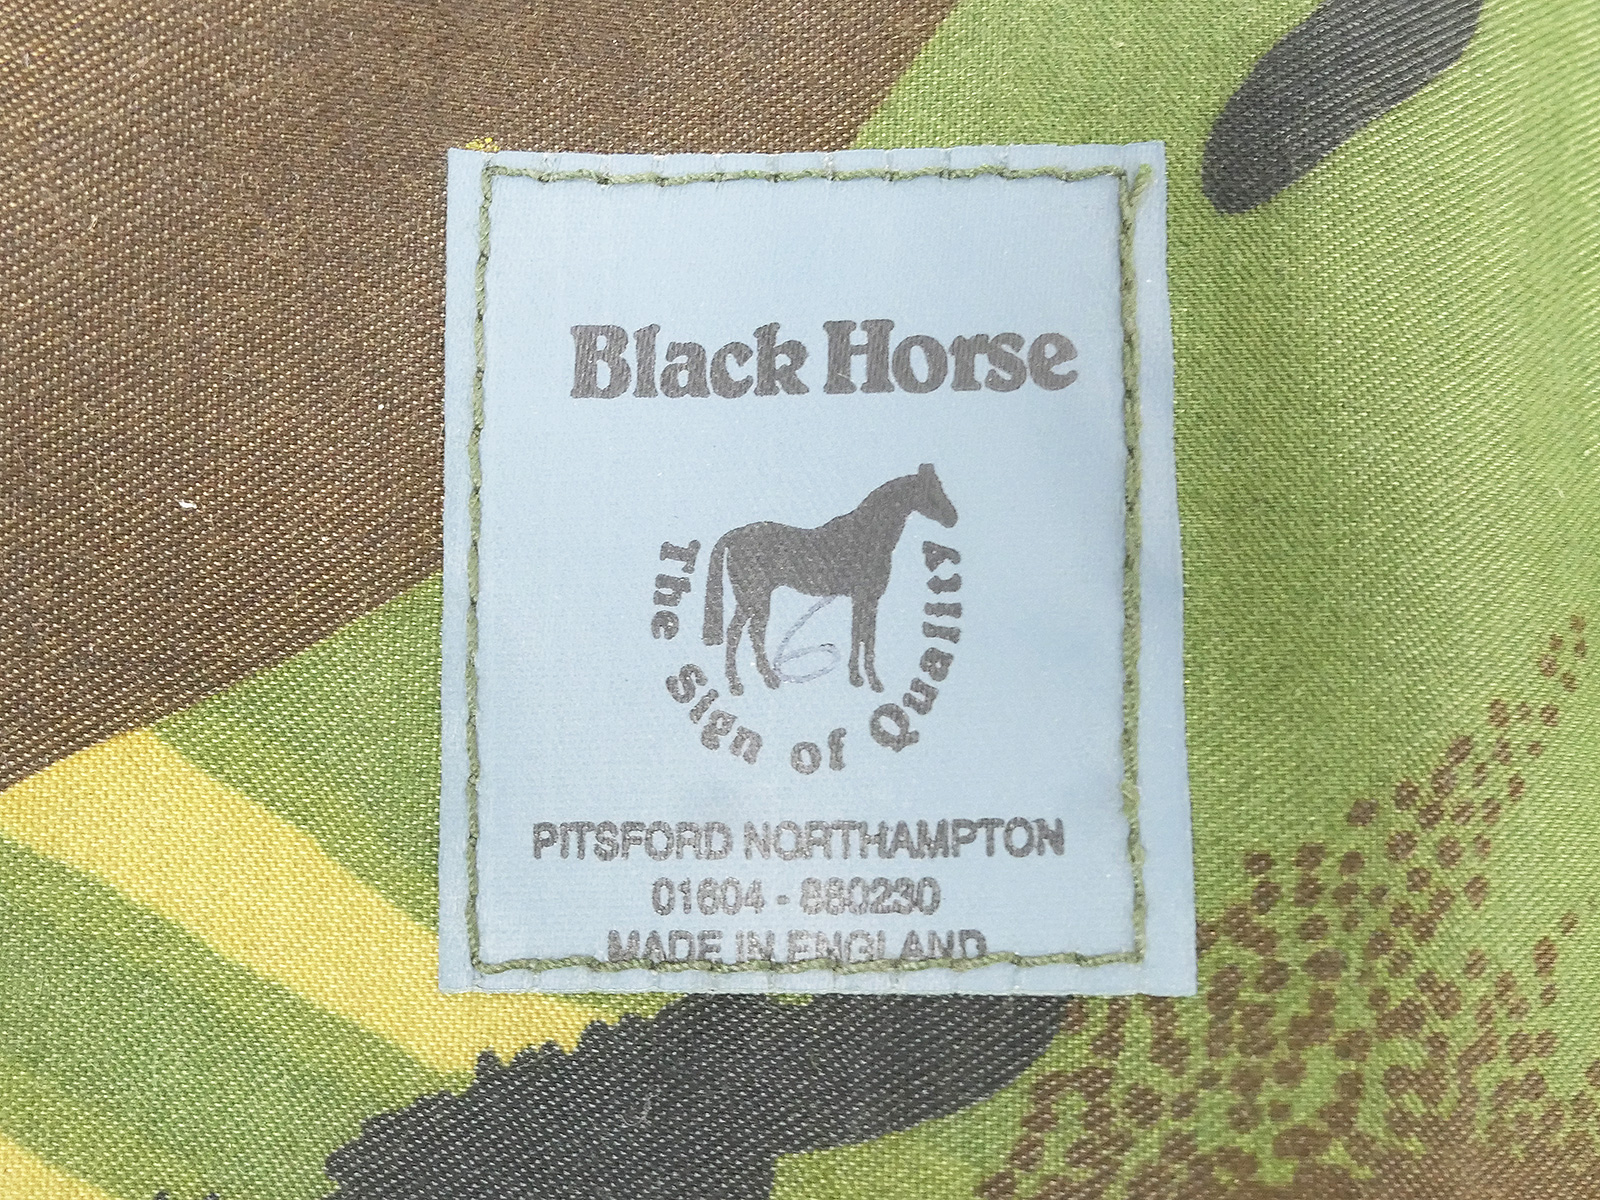 Black Horse
The Sign of Quality
6
PITSFORD NORTHAMPTON
01604 - 880230
MADE IN ENGLAND